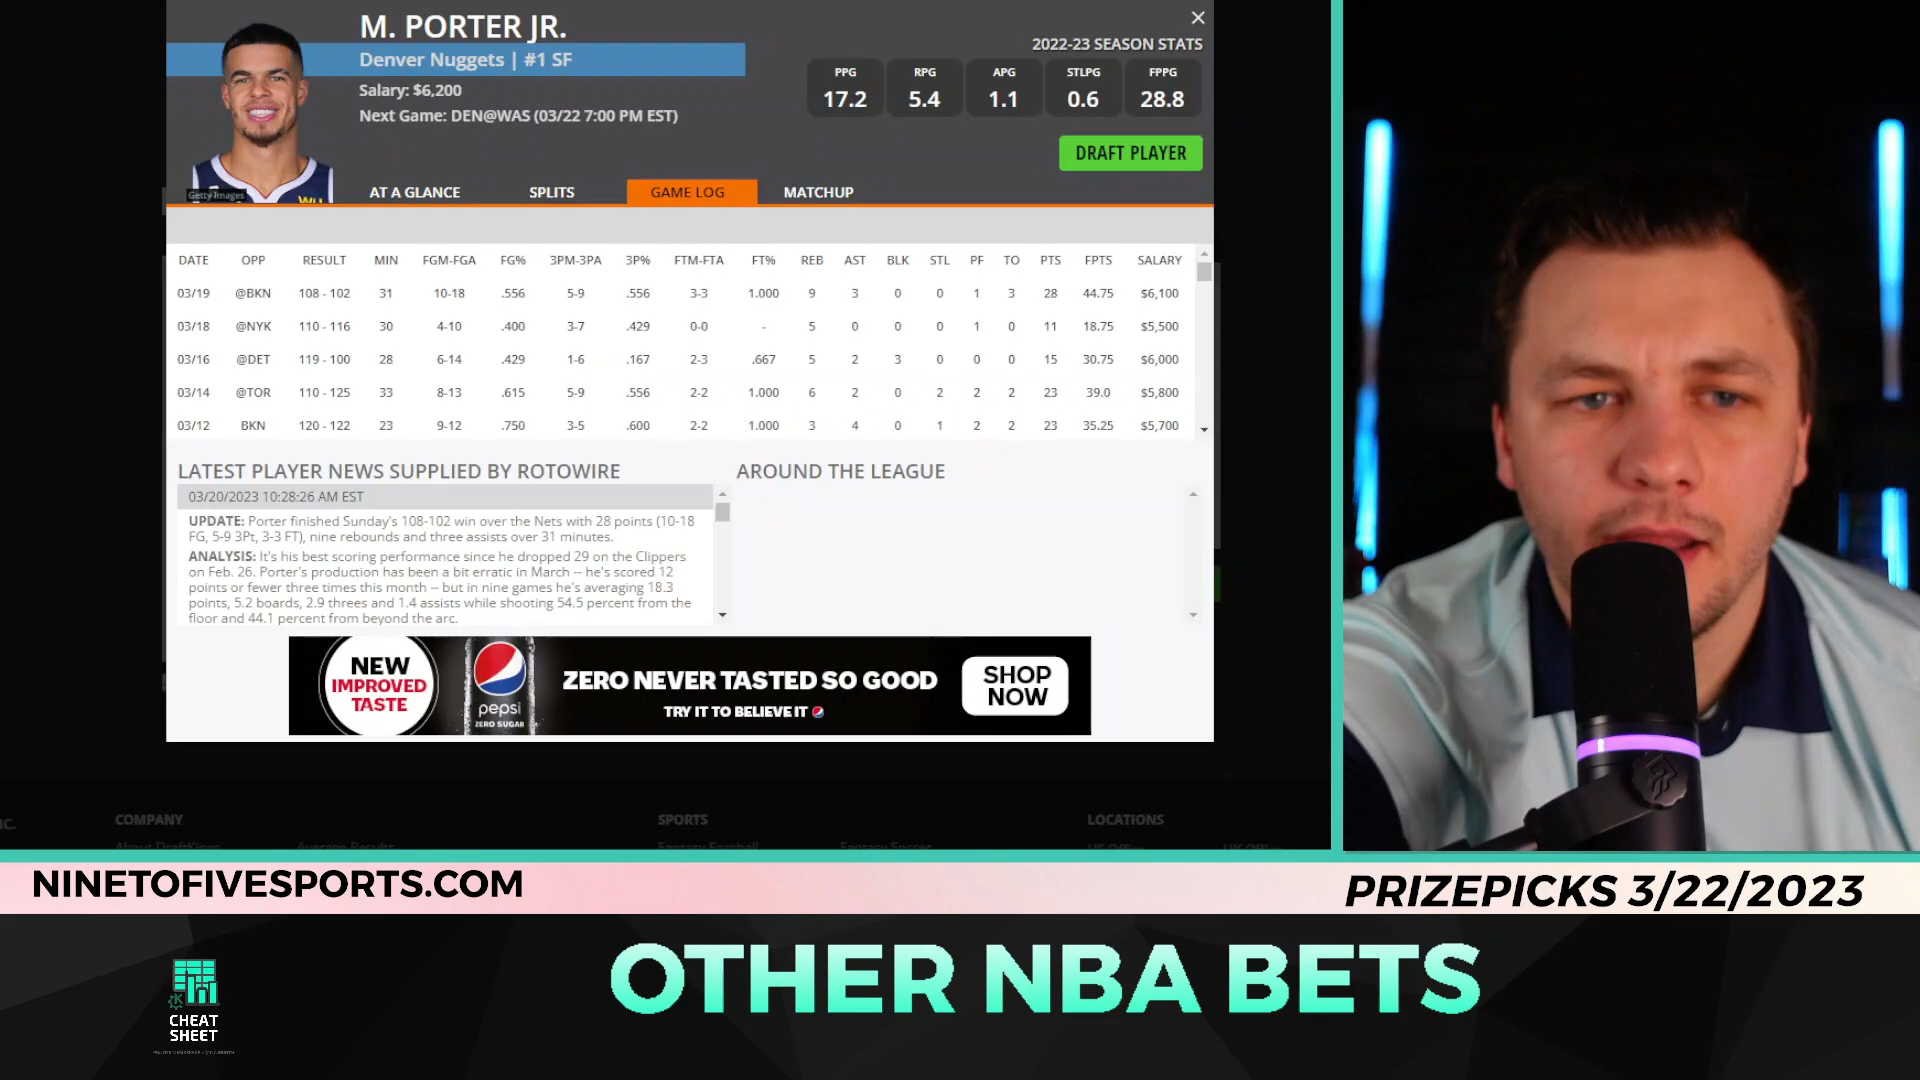 M. PORTER JR.
Denver Nuggets | #1 SF
Salary: $6,200
Next Game: DEN@WAS (03/22 7:00 PM EST)
2022-23 SEASON STATS
PPG RPG APG STLPG FPPG
17.2 5.4 1.1 0.6 28.8
DRAFT PLAYER
Getty Images
AT A GLANCE SPLITS GAME LOG MATCHUP
DATE OPP RESULT MIN FGM-FGA FG% 3PM-3PA 3P% FTM-FTA FT% REB AST BLK STL PF TO PTS FPTS SALARY
03/19 @BKN 108 - 102 31 10-18 .556 5-9 .556 3-3 1.000 9 3 0 0 1 3 28 44.75 $6,100
03/18 @NYK 110 - 116 30 4-10 .400 3-7 .429 0-0 - 5 0 0 0 1 0 11 18.75 $5,500
03/16 @DET 119 - 100 28 6-14 .429 1-6 .167 2-3 .667 5 2 3 0 0 0 15 30.75 $6,000
03/14 @TOR 110 - 125 33 8-13 .615 5-9 .556 2-2 1.000 6 2 0 2 2 2 23 39.0 $5,800
03/12 BKN 120 - 122 23 9-12 .750 3-5 .600 2-2 1.000 3 4 0 1 2 2 23 35.25 $5,700
LATEST PLAYER NEWS SUPPLIED BY ROTOWIRE
03/20/2023 10:28:26 AM EST
UPDATE: Porter finished Sunday's 108-102 win over the Nets with 28 points (10-18
FG, 5-9 3Pt, 3-3 FT), nine rebounds and three assists over 31 minutes.
ANALYSIS: It's his best scoring performance since he dropped 29 on the Clippers
on Feb. 26. Porter's production has been a bit erratic in March -- he's scored 12
points or fewer three times this month -- but in nine games he's averaging 18.3
points, 5.2 boards, 2.9 threes and 1.4 assists while shooting 54.5 percent from the
floor and 44.1 percent from beyond the arc.
AROUND THE LEAGUE
NEW
IMPROVED
TASTE
pepsi
ZERO SUGAR
ZERO NEVER TASTED SO GOOD
TRY IT TO BELIEVE IT
SHOP
NOW
COMPANY SPORTS LOCATIONS
About DraftKings Average Results Fantasy Football Fantasy Soccer
NINETOFIVESPORTS.COM
PRIZEPICKS 3/22/2023
OTHER NBA BETS
CHEAT
SHEET